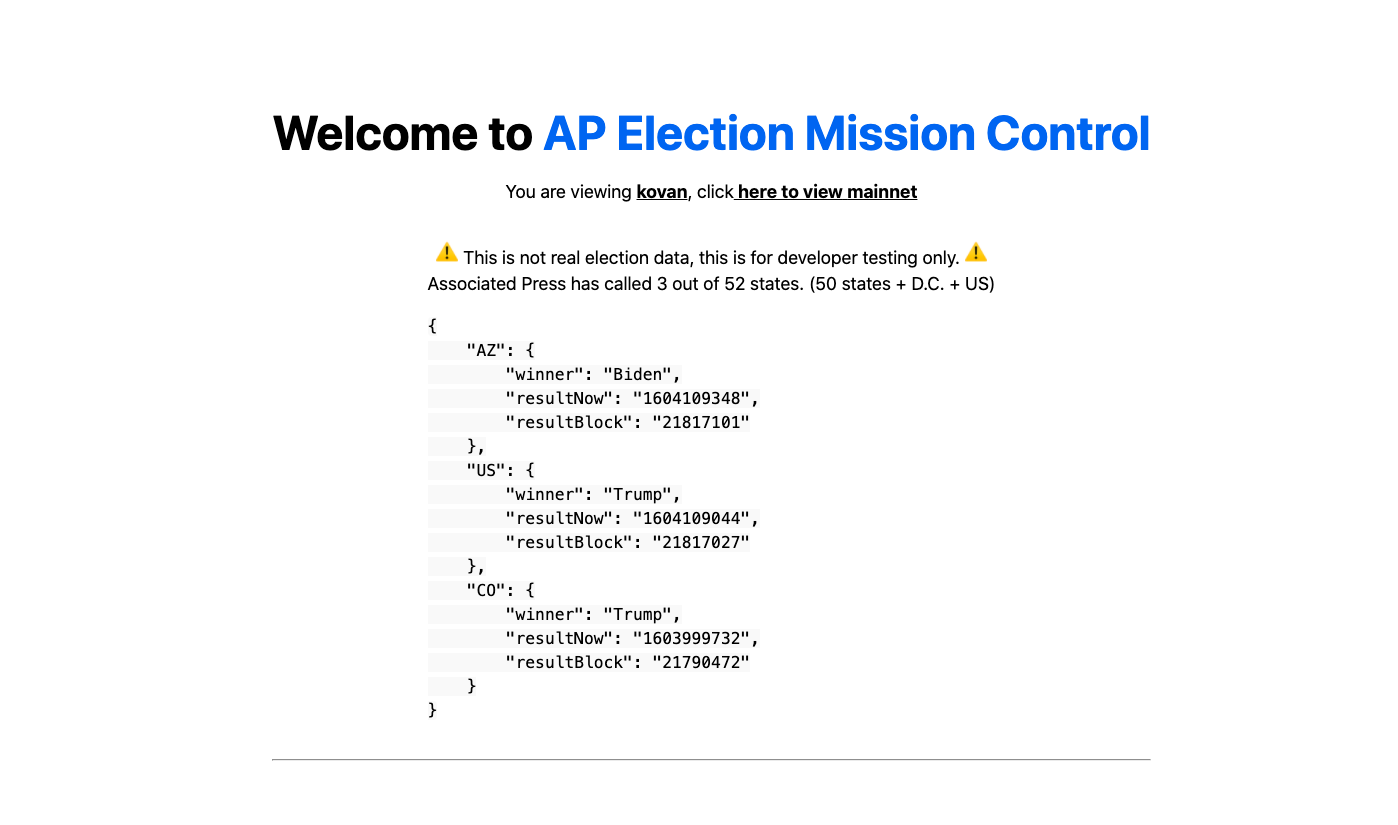 Welcome to AP Election Mission Control
You are viewing kovan, click here to view mainnet
⚠️ This is not real election data, this is for developer testing only. ⚠️
Associated Press has called 3 out of 52 states. (50 states + D.C. + US)
{
    "AZ": {
        "winner": "Biden",
        "resultNow": "1604109348",
        "resultBlock": "21817101"
    },
    "US": {
        "winner": "Trump",
        "resultNow": "1604109044",
        "resultBlock": "21817027"
    },
    "CO": {
        "winner": "Trump",
        "resultNow": "1603999732",
        "resultBlock": "21790472"
    }
}